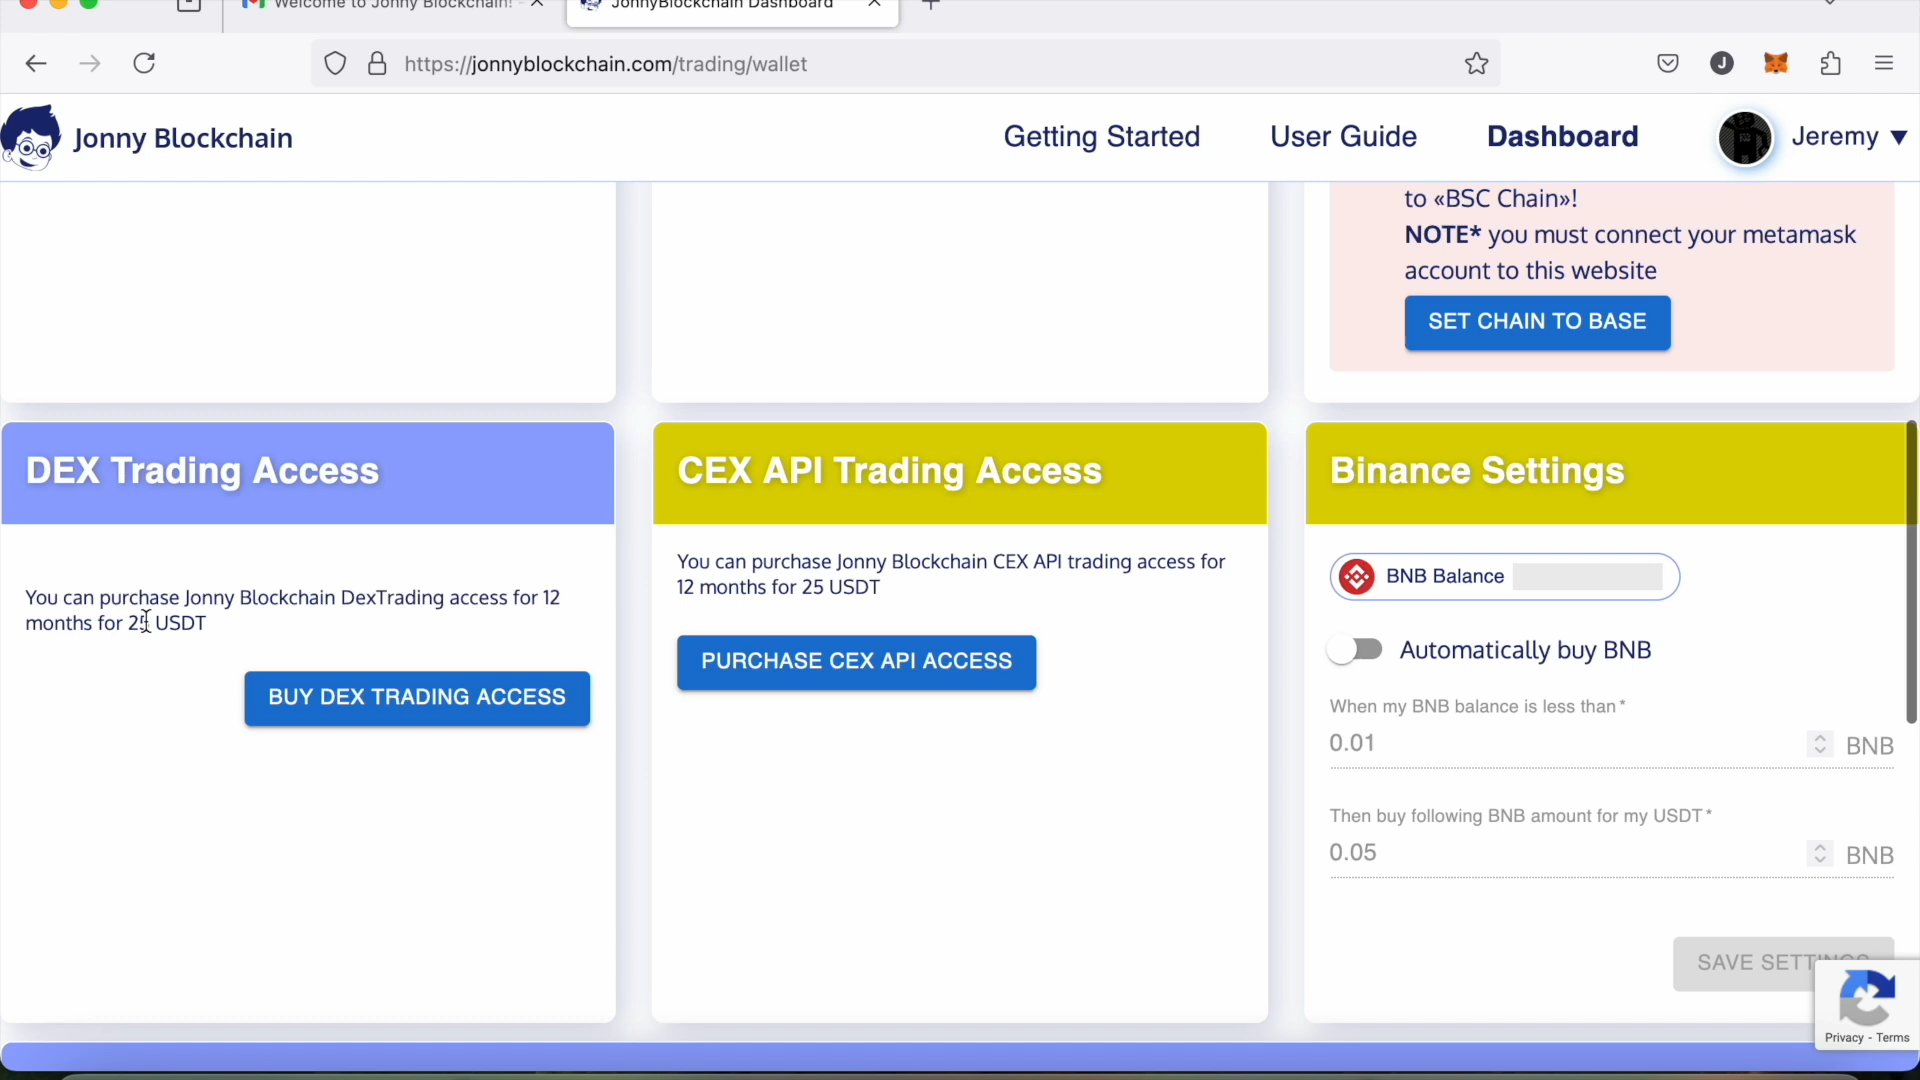 Welcome to Jonny Blockchain! -
JonnyBlockchain Dashboard
https://jonnyblockchain.com/trading/wallet
J
Jonny Blockchain
Getting Started
User Guide
Dashboard
Jeremy
to «BSC Chain»!
NOTE* you must connect your metamask
account to this website
SET CHAIN TO BASE
DEX Trading Access
You can purchase Jonny Blockchain DexTrading access for 12
months for 25 USDT
BUY DEX TRADING ACCESS
CEX API Trading Access
You can purchase Jonny Blockchain CEX API trading access for
12 months for 25 USDT
PURCHASE CEX API ACCESS
Binance Settings
BNB Balance
Automatically buy BNB
When my BNB balance is less than*
0.01
BNB
Then buy following BNB amount for my USDT*
0.05
BNB
SAVE SETTINGS
Privacy - Terms